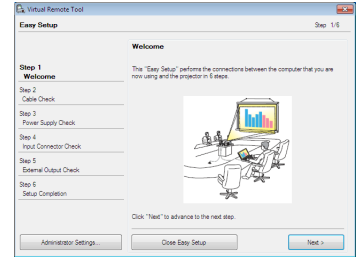 Virtual Remote Tool
Easy Setup
Step 1/6
Welcome
Step 1
Welcome
This "Easy Setup" performs the connections between the computer that you are
now using and the projector in 6 steps.
Step 2
Cable Check
Step 3
Power Supply Check
Step 4
Input Connector Check
Step 5
External Output Check
Step 6
Setup Completion
Click "Next" to advance to the next step.
Administrator Settings...
Close Easy Setup
Next >